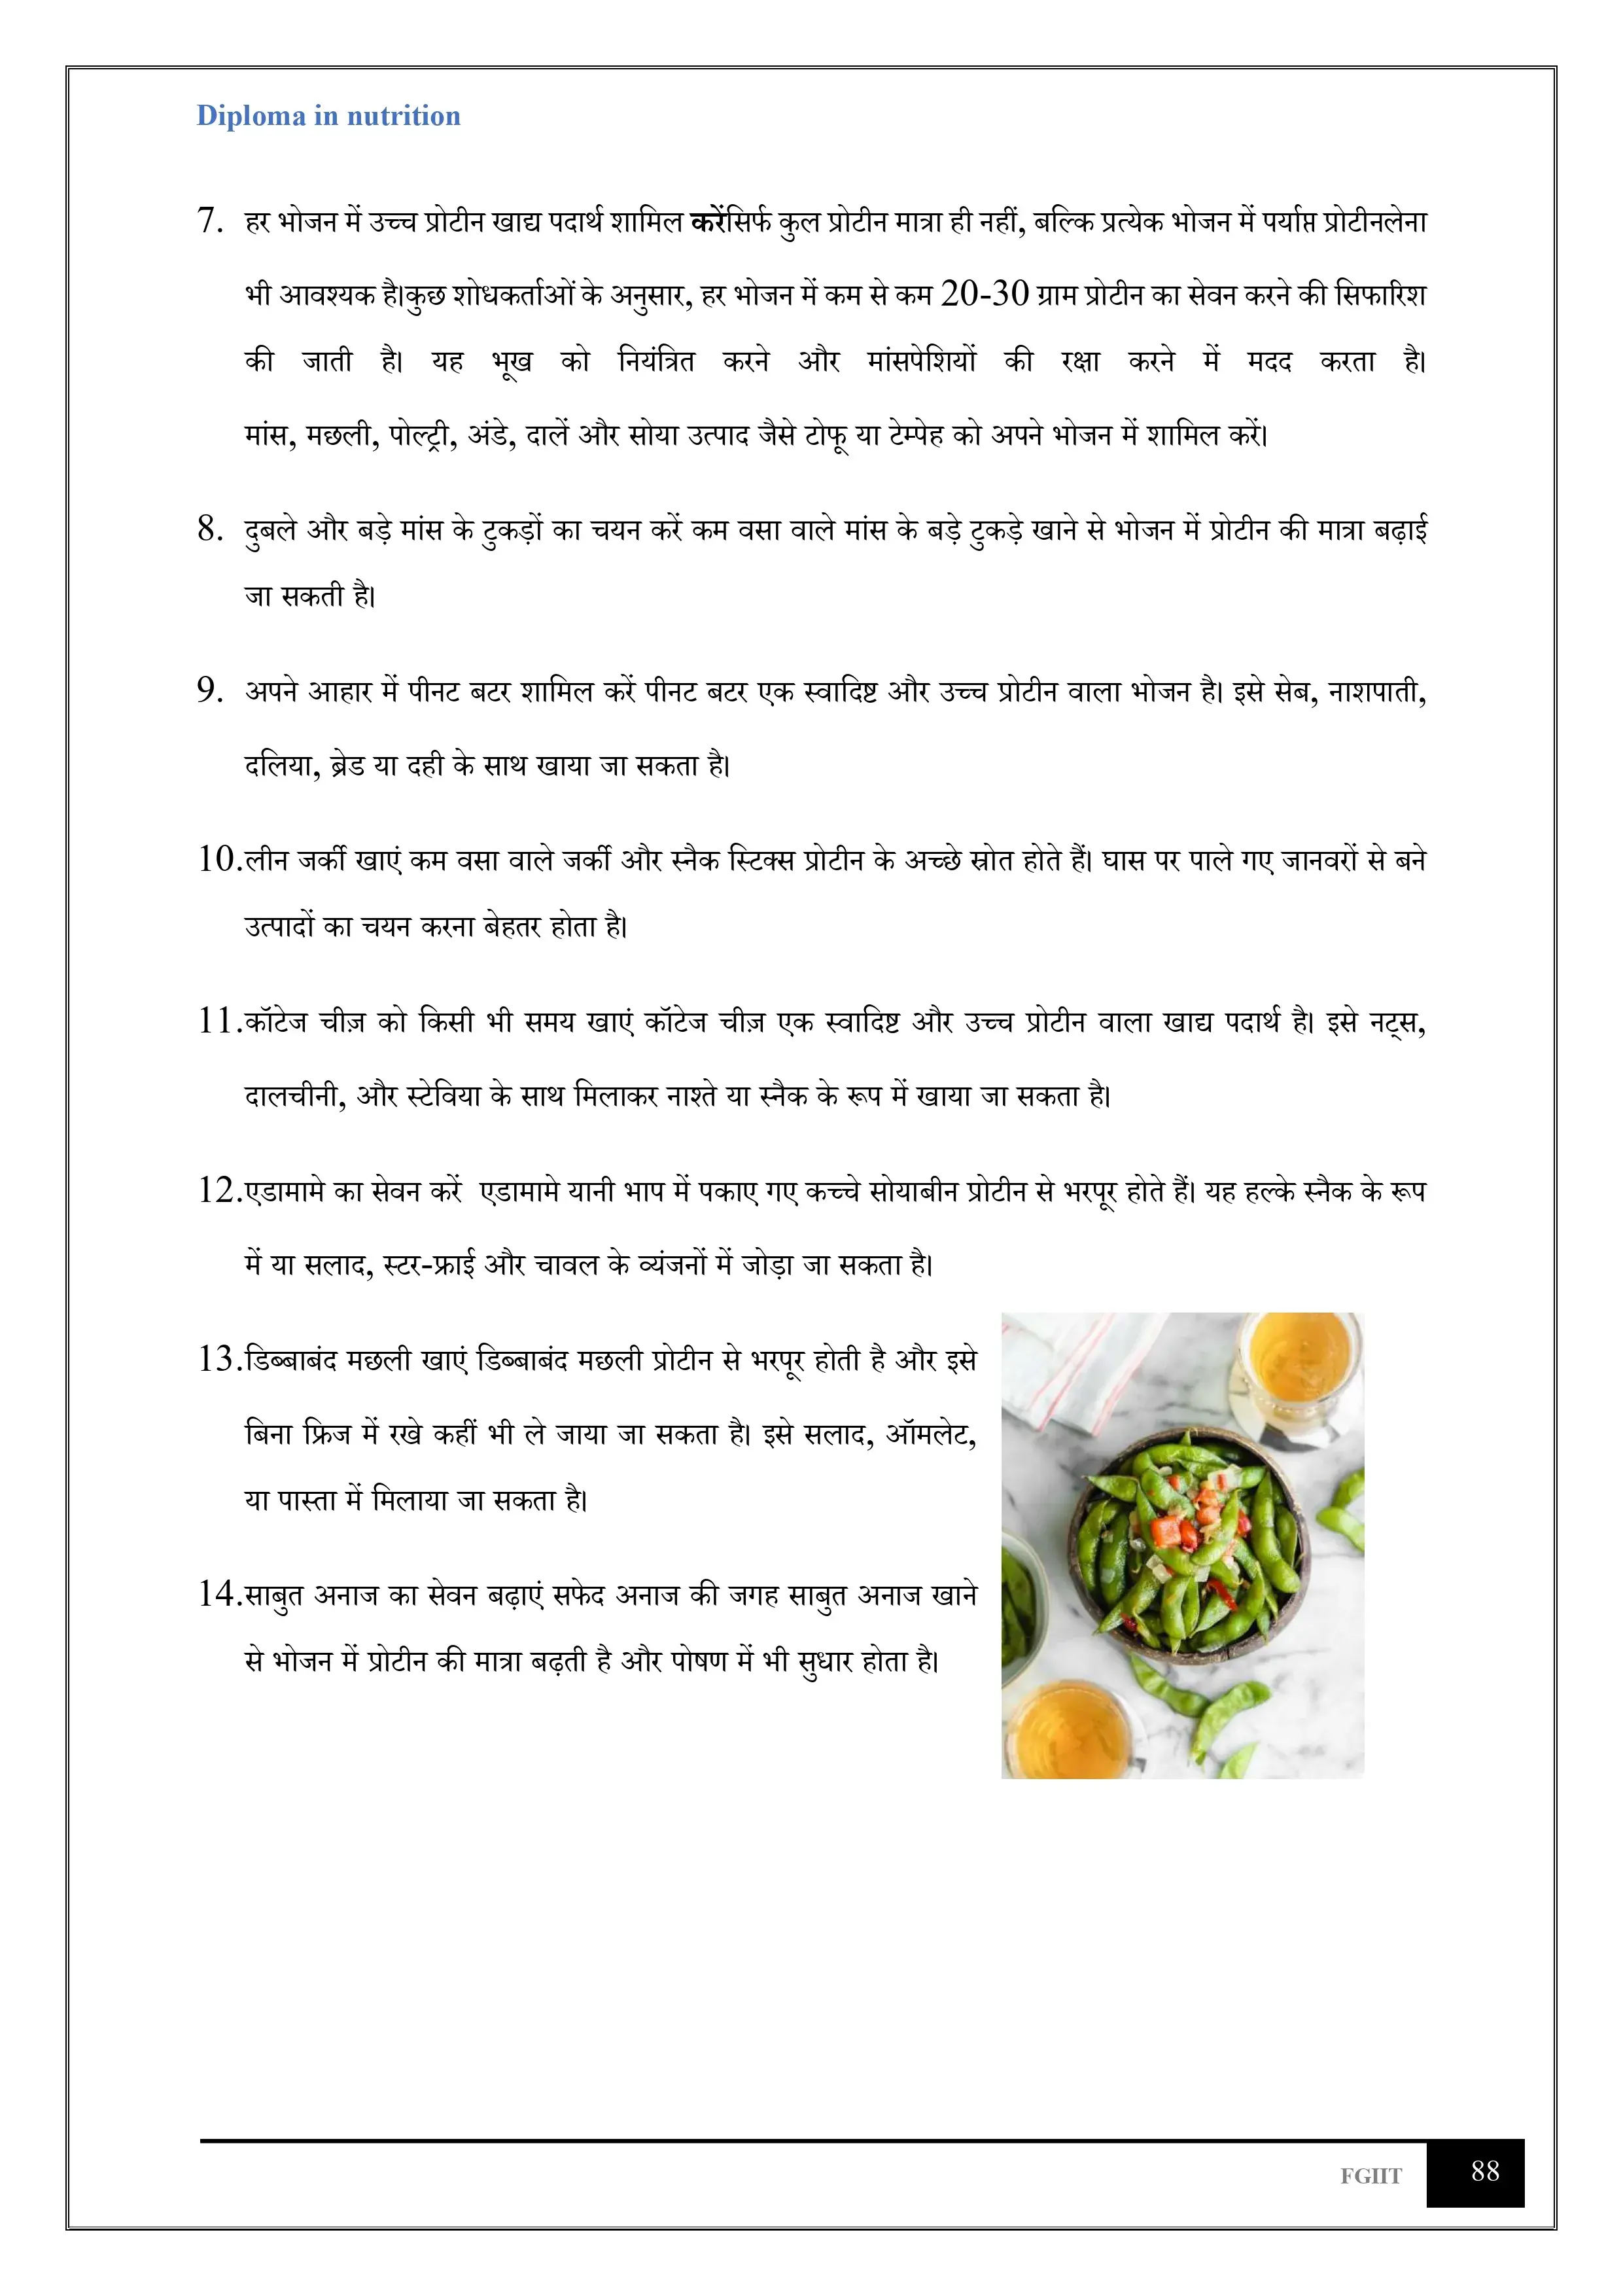 Diploma in nutrition
7. हर भोजन में उच्च प्रोटीन खाद्य पदार्थ शामिल करेंसिर्फ कुल प्रोटीन मात्रा ही नहीं, बल्कि प्रत्येक भोजन में पर्याप्त प्रोटीनलेना
भी आवश्यक है।कुछ शोधकर्ताओं के अनुसार, हर भोजन में कम से कम 20-30 ग्राम प्रोटीन का सेवन करने की सिफारिश
की जाती है। यह भूख को नियंत्रित करने और मांसपेशियों की रक्षा करने में मदद करता है।
मांस, मछली, पोल्ट्री, अंडे, दालें और सोया उत्पाद जैसे टोफू या टेम्पेह को अपने भोजन में शामिल करें।
8. दुबले और बड़े मांस के टुकड़ों का चयन करें कम वसा वाले मांस के बड़े टुकड़े खाने से भोजन में प्रोटीन की मात्रा बढ़ाई
जा सकती है।
9. अपने आहार में पीनट बटर शामिल करें पीनट बटर एक स्वादिष्ट और उच्च प्रोटीन वाला भोजन है। इसे सेब, नाशपाती,
दलिया, ब्रेड या दही के साथ खाया जा सकता है।
10.लीन जर्की खाएं कम वसा वाले जर्की और स्नैक स्टिक्स प्रोटीन के अच्छे स्रोत होते हैं। घास पर पाले गए जानवरों से बने
उत्पादों का चयन करना बेहतर होता है।
11.कॉटेज चीज़ को किसी भी समय खाएं कॉटेज चीज़ एक स्वादिष्ट और उच्च प्रोटीन वाला खाद्य पदार्थ है। इसे नट्स,
दालचीनी, और स्टेविया के साथ मिलाकर नाश्ते या स्नैक के रूप में खाया जा सकता है।
12.एडामामे का सेवन करें  एडामामे यानी भाप में पकाए गए कच्चे सोयाबीन प्रोटीन से भरपूर होते हैं। यह हल्के स्नैक के रूप
में या सलाद, स्टर-फ्राई और चावल के व्यंजनों में जोड़ा जा सकता है।
13.डिब्बाबंद मछली खाएं डिब्बाबंद मछली प्रोटीन से भरपूर होती है और इसे
बिना फ्रिज में रखे कहीं भी ले जाया जा सकता है। इसे सलाद, ऑमलेट,
या पास्ता में मिलाया जा सकता है।
14.साबुत अनाज का सेवन बढ़ाएं सफेद अनाज की जगह साबुत अनाज खाने
से भोजन में प्रोटीन की मात्रा बढ़ती है और पोषण में भी सुधार होता है।
FGIIT 88